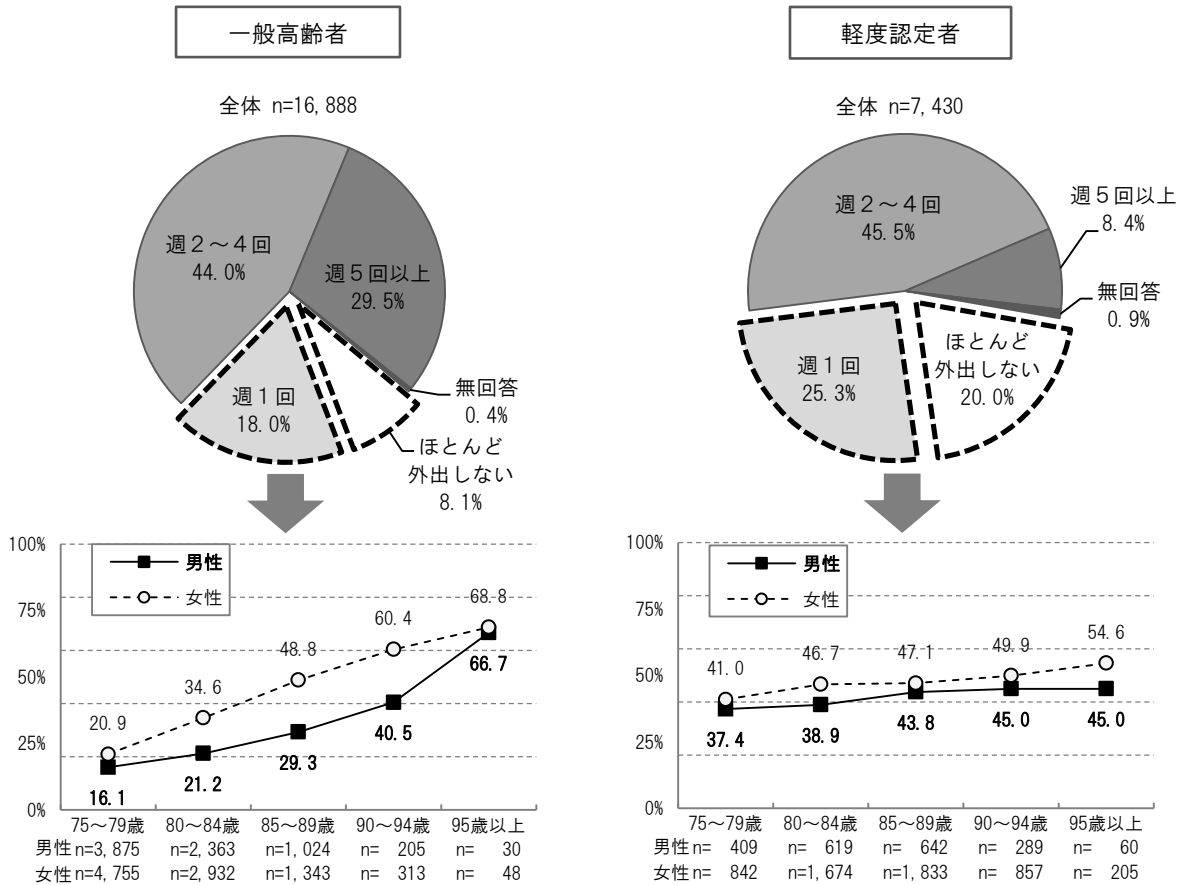 一般高齢者
全体 n=16,888
週２～４回
44.0%
週５回以上
29.5%
週１回
18.0%
無回答
0.4%
ほとんど
外出しない
8.1%
100%
75%
50%
25%
0%
男性
女性
20.9
34.6
48.8
60.4
68.8
16.1
21.2
29.3
40.5
66.7
75～79歳 80～84歳 85～89歳 90～94歳 95歳以上
男性 n=3,875 n=2,363 n=1,024 n= 205 n= 30
女性 n=4,755 n=2,932 n=1,343 n= 313 n= 48
軽度認定者
全体 n=7,430
週２～４回
45.5%
週５回以上
8.4%
無回答
0.9%
週１回
25.3%
ほとんど
外出しない
20.0%
100%
75%
50%
25%
0%
男性
女性
41.0
46.7
47.1
49.9
54.6
37.4
38.9
43.8
45.0
45.0
75～79歳 80～84歳 85～89歳 90～94歳 95歳以上
男性 n= 409 n= 619 n= 642 n= 289 n= 60
女性 n= 842 n=1,674 n=1,833 n= 857 n= 205